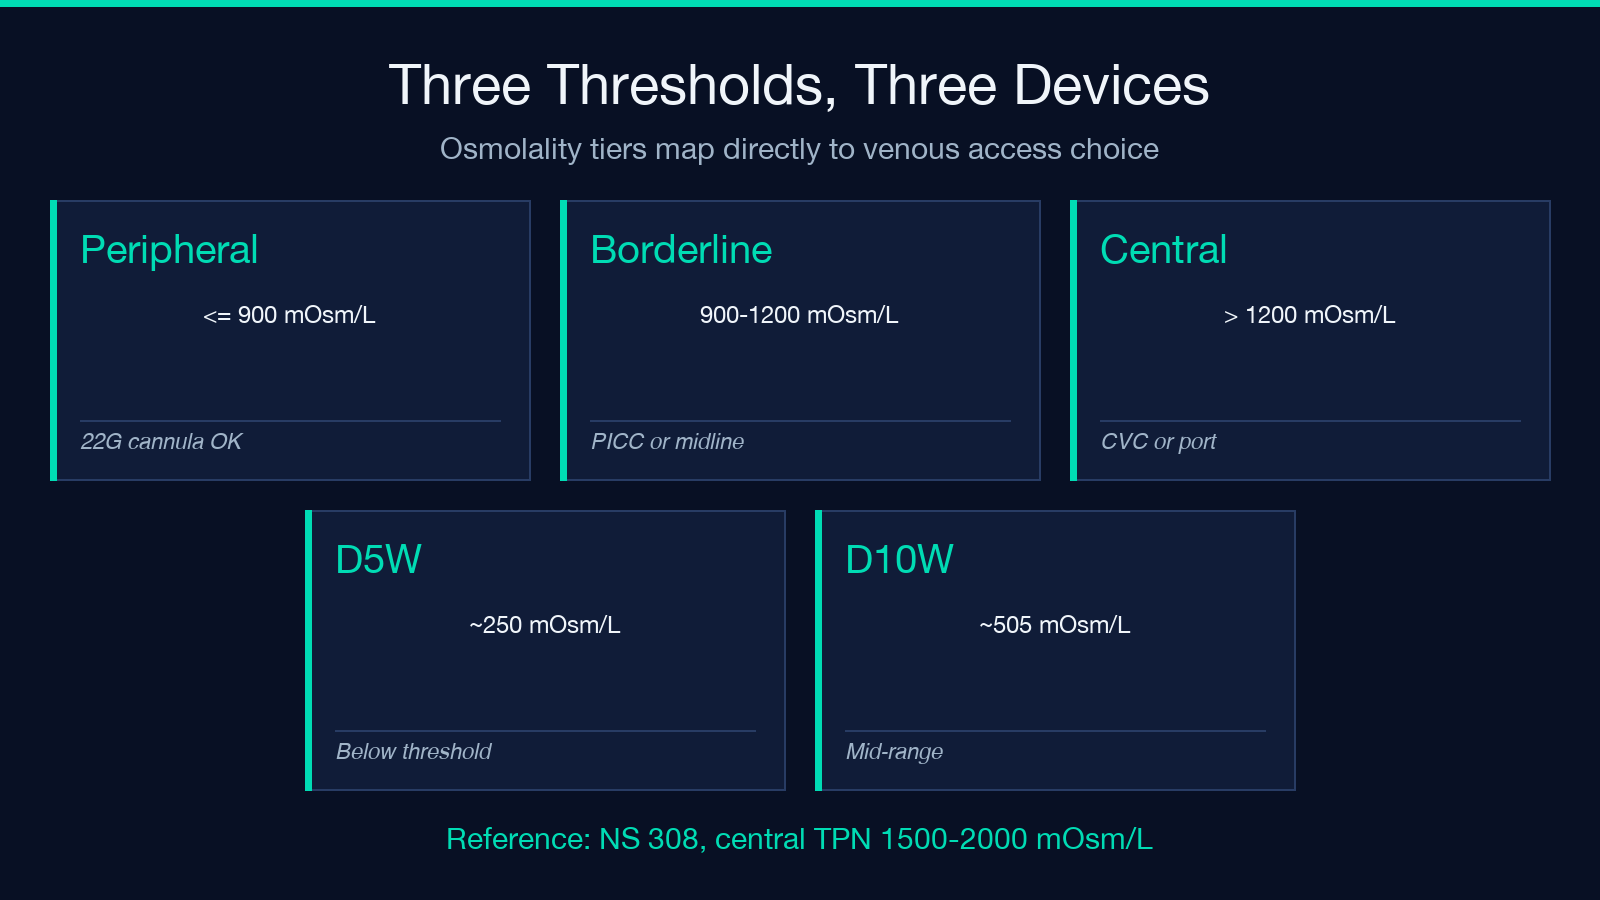 Three Thresholds, Three Devices
Osmolality tiers map directly to venous access choice
Peripheral
<= 900 mOsm/L
22G cannula OK
Borderline
900-1200 mOsm/L
PICC or midline
Central
> 1200 mOsm/L
CVC or port
D5W
~250 mOsm/L
Below threshold
D10W
~505 mOsm/L
Mid-range
Reference: NS 308, central TPN 1500-2000 mOsm/L